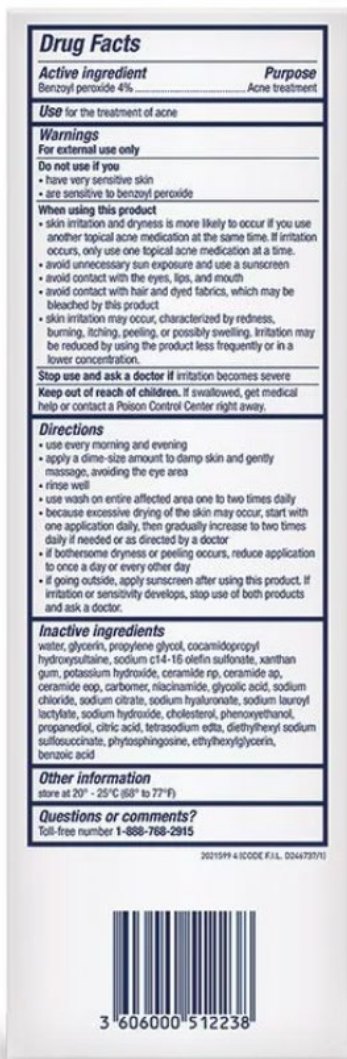 Drug Facts
Active ingredient Purpose
Benzoyl peroxide 4% ........................ Acne treatment
Use for the treatment of acne
Warnings
For external use only
Do not use if you
• have very sensitive skin
• are sensitive to benzoyl peroxide
When using this product
• skin irritation and dryness is more likely to occur if you use
another topical acne medication at the same time. If irritation
occurs, only use one topical acne medication at a time.
• avoid unnecessary sun exposure and use a sunscreen
• avoid contact with the eyes, lips, and mouth
• avoid contact with hair and dyed fabrics, which may be
bleached by this product
• skin irritation may occur, characterized by redness,
burning, itching, peeling, or possibly swelling. Irritation may
be reduced by using the product less frequently or in a
lower concentration.
Stop use and ask a doctor if irritation becomes severe
Keep out of reach of children. If swallowed, get medical
help or contact a Poison Control Center right away.
Directions
• use every morning and evening
• apply a dime-size amount to damp skin and gently
massage, avoiding the eye area
• rinse well
• use wash on entire affected area one to two times daily
• because excessive drying of the skin may occur, start with
one application daily, then gradually increase to two times
daily if needed or as directed by a doctor
• if bothersome dryness or peeling occurs, reduce application
to once a day or every other day
• if going outside, apply sunscreen after using this product. If
irritation or sensitivity develops, stop use of both products
and ask a doctor.
Inactive ingredients
water, glycerin, propylene glycol, cocamidopropyl
hydroxysultaine, sodium c14-16 olefin sulfonate, xanthan
gum, potassium hydroxide, ceramide np, ceramide ap,
ceramide eop, carbomer, niacinamide, glycolic acid, sodium
chloride, sodium citrate, sodium hyaluronate, sodium lauroyl
lactylate, sodium hydroxide, cholesterol, phenoxyethanol,
propanediol, citric acid, tetrasodium edta, diethylhexyl sodium
sulfosuccinate, phytosphingosine, ethylhexylglycerin,
benzoic acid
Other information
store at 20° - 25°C (68° to 77°F)
Questions or comments?
Toll-free number 1-888-768-2915
2021599 4 (CODE F.I.L. D246737/1)
3 606000 512238